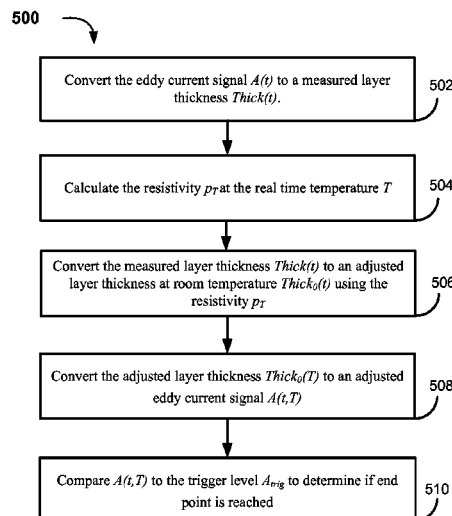 500
Convert the eddy current signal A(t) to a measured layer
thickness Thick(t).
502
Calculate the resistivity pT at the real time temperature T
504
Convert the measured layer thickness Thick(t) to an adjusted
layer thickness at room temperature Thick0(t) using the
resistivity pT
506
Convert the adjusted layer thickness Thick0(T) to an adjusted
eddy current signal A(t,T)
508
Compare A(t,T) to the trigger level Atrig to determine if end
point is reached
510